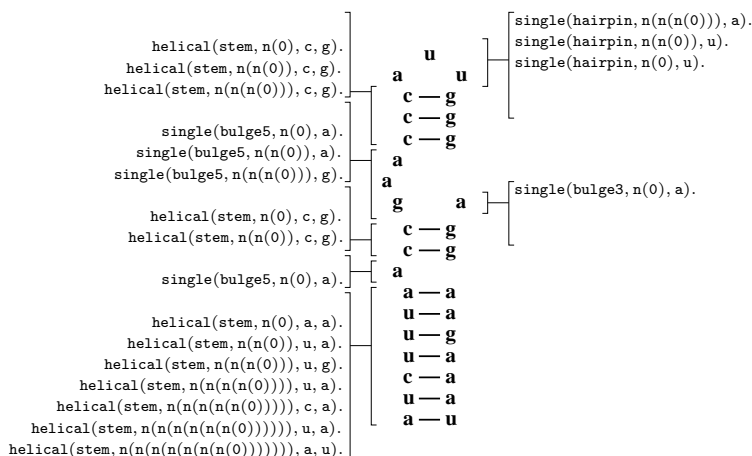 helical(stem, n(0), c, g).
helical(stem, n(n(0)), c, g).
helical(stem, n(n(n(0))), c, g).
single(bulge5, n(0), a).
single(bulge5, n(n(0)), a).
single(bulge5, n(n(n(0))), g).
helical(stem, n(0), c, g).
helical(stem, n(n(0)), c, g).
single(bulge5, n(0), a).
helical(stem, n(0), a, a).
helical(stem, n(n(0)), u, a).
helical(stem, n(n(n(0))), u, g).
helical(stem, n(n(n(n(0)))), u, a).
helical(stem, n(n(n(n(n(0))))), c, a).
helical(stem, n(n(n(n(n(n(0)))))), u, a).
helical(stem, n(n(n(n(n(n(n(0))))))), a, u).
u
a u
c — g
c — g
c — g
a
a
g a
c — g
c — g
a
a — a
u — a
u — g
u — a
c — a
u — a
a — u
single(hairpin, n(n(n(0))), a).
single(hairpin, n(n(0)), u).
single(hairpin, n(0), u).
single(bulge3, n(0), a).